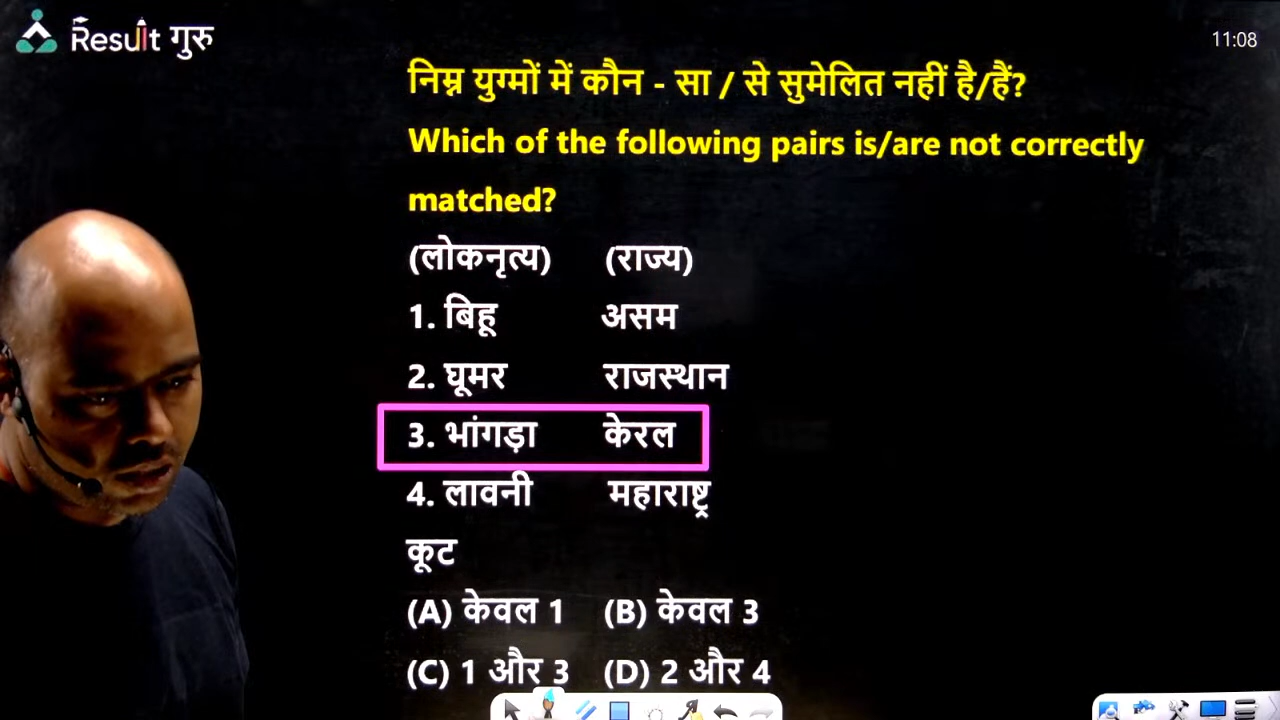 Result गुरु
11:08
निम्न युग्मों में कौन - सा / से सुमेलित नहीं है/हैं?
Which of the following pairs is/are not correctly
matched?
(लोकनृत्य) (राज्य)
1. बिहू असम
2. घूमर राजस्थान
3. भांगड़ा केरल
4. लावनी महाराष्ट्र
कूट
(A) केवल 1 (B) केवल 3
(C) 1 और 3 (D) 2 और 4